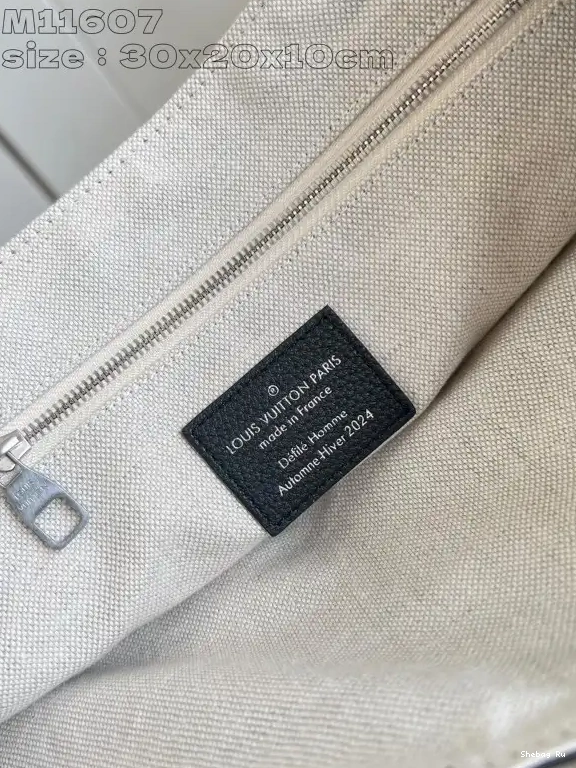 M11607
size : 30x20x10cm
®
LOUIS VUITTON PARIS
made in France
Défilé Homme
Automne-Hiver 2024
Shebag Ru